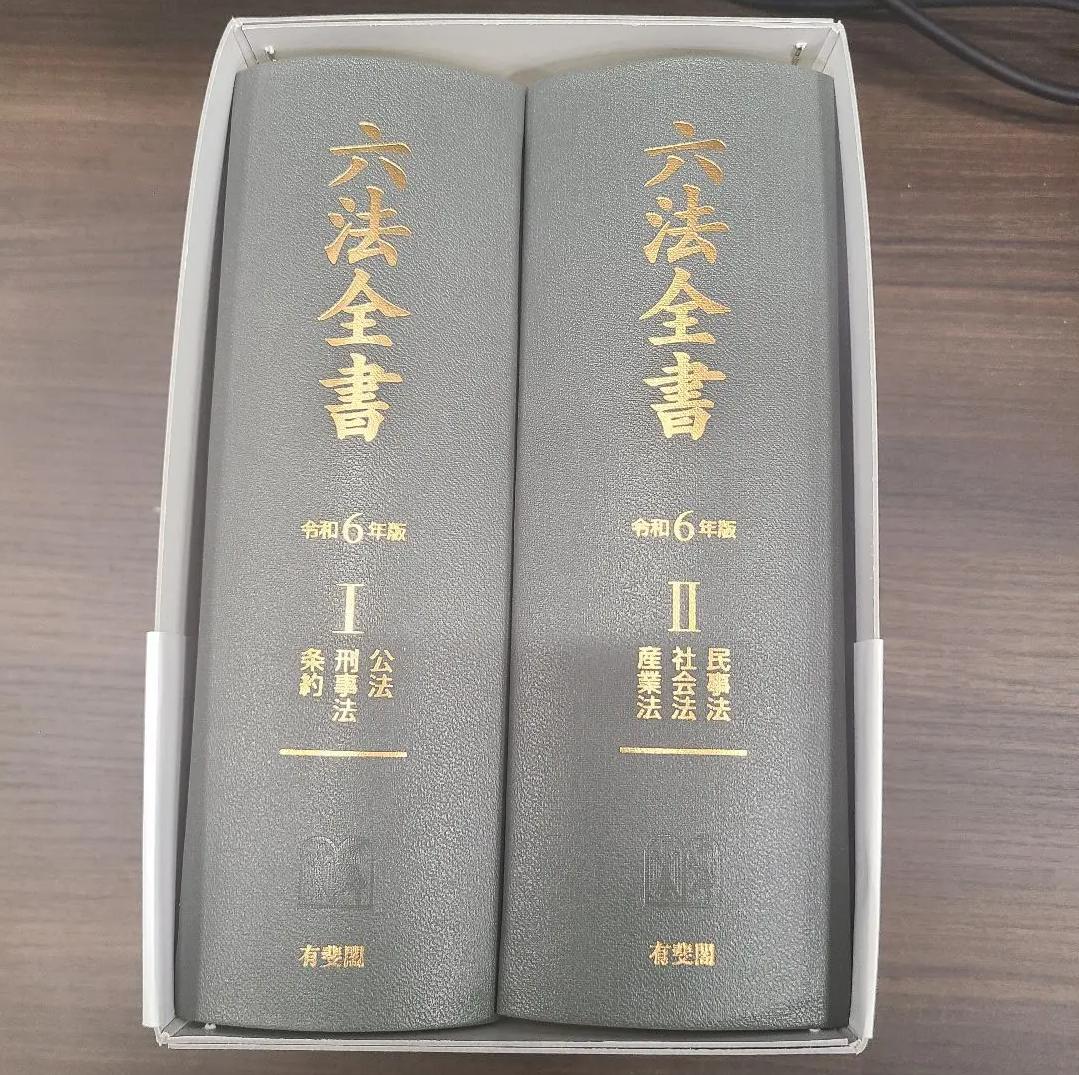 六法全書
令和6年版
I
公法
刑事法
条約
有斐閣
六法全書
令和6年版
II
民事法
社会法
産業法
有斐閣